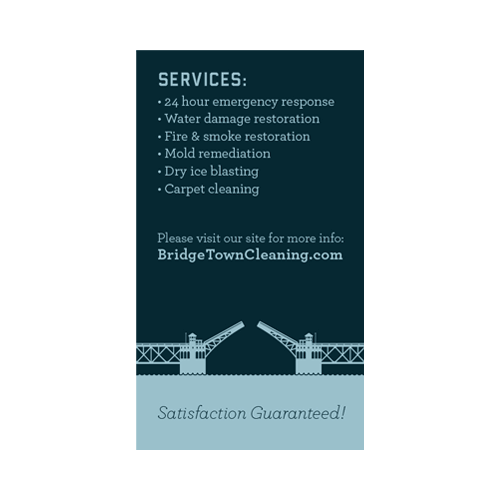 SERVICES:
• 24 hour emergency response
• Water damage restoration
• Fire & smoke restoration
• Mold remediation
• Dry ice blasting
• Carpet cleaning
Please visit our site for more info:
BridgeTownCleaning.com
Satisfaction Guaranteed!